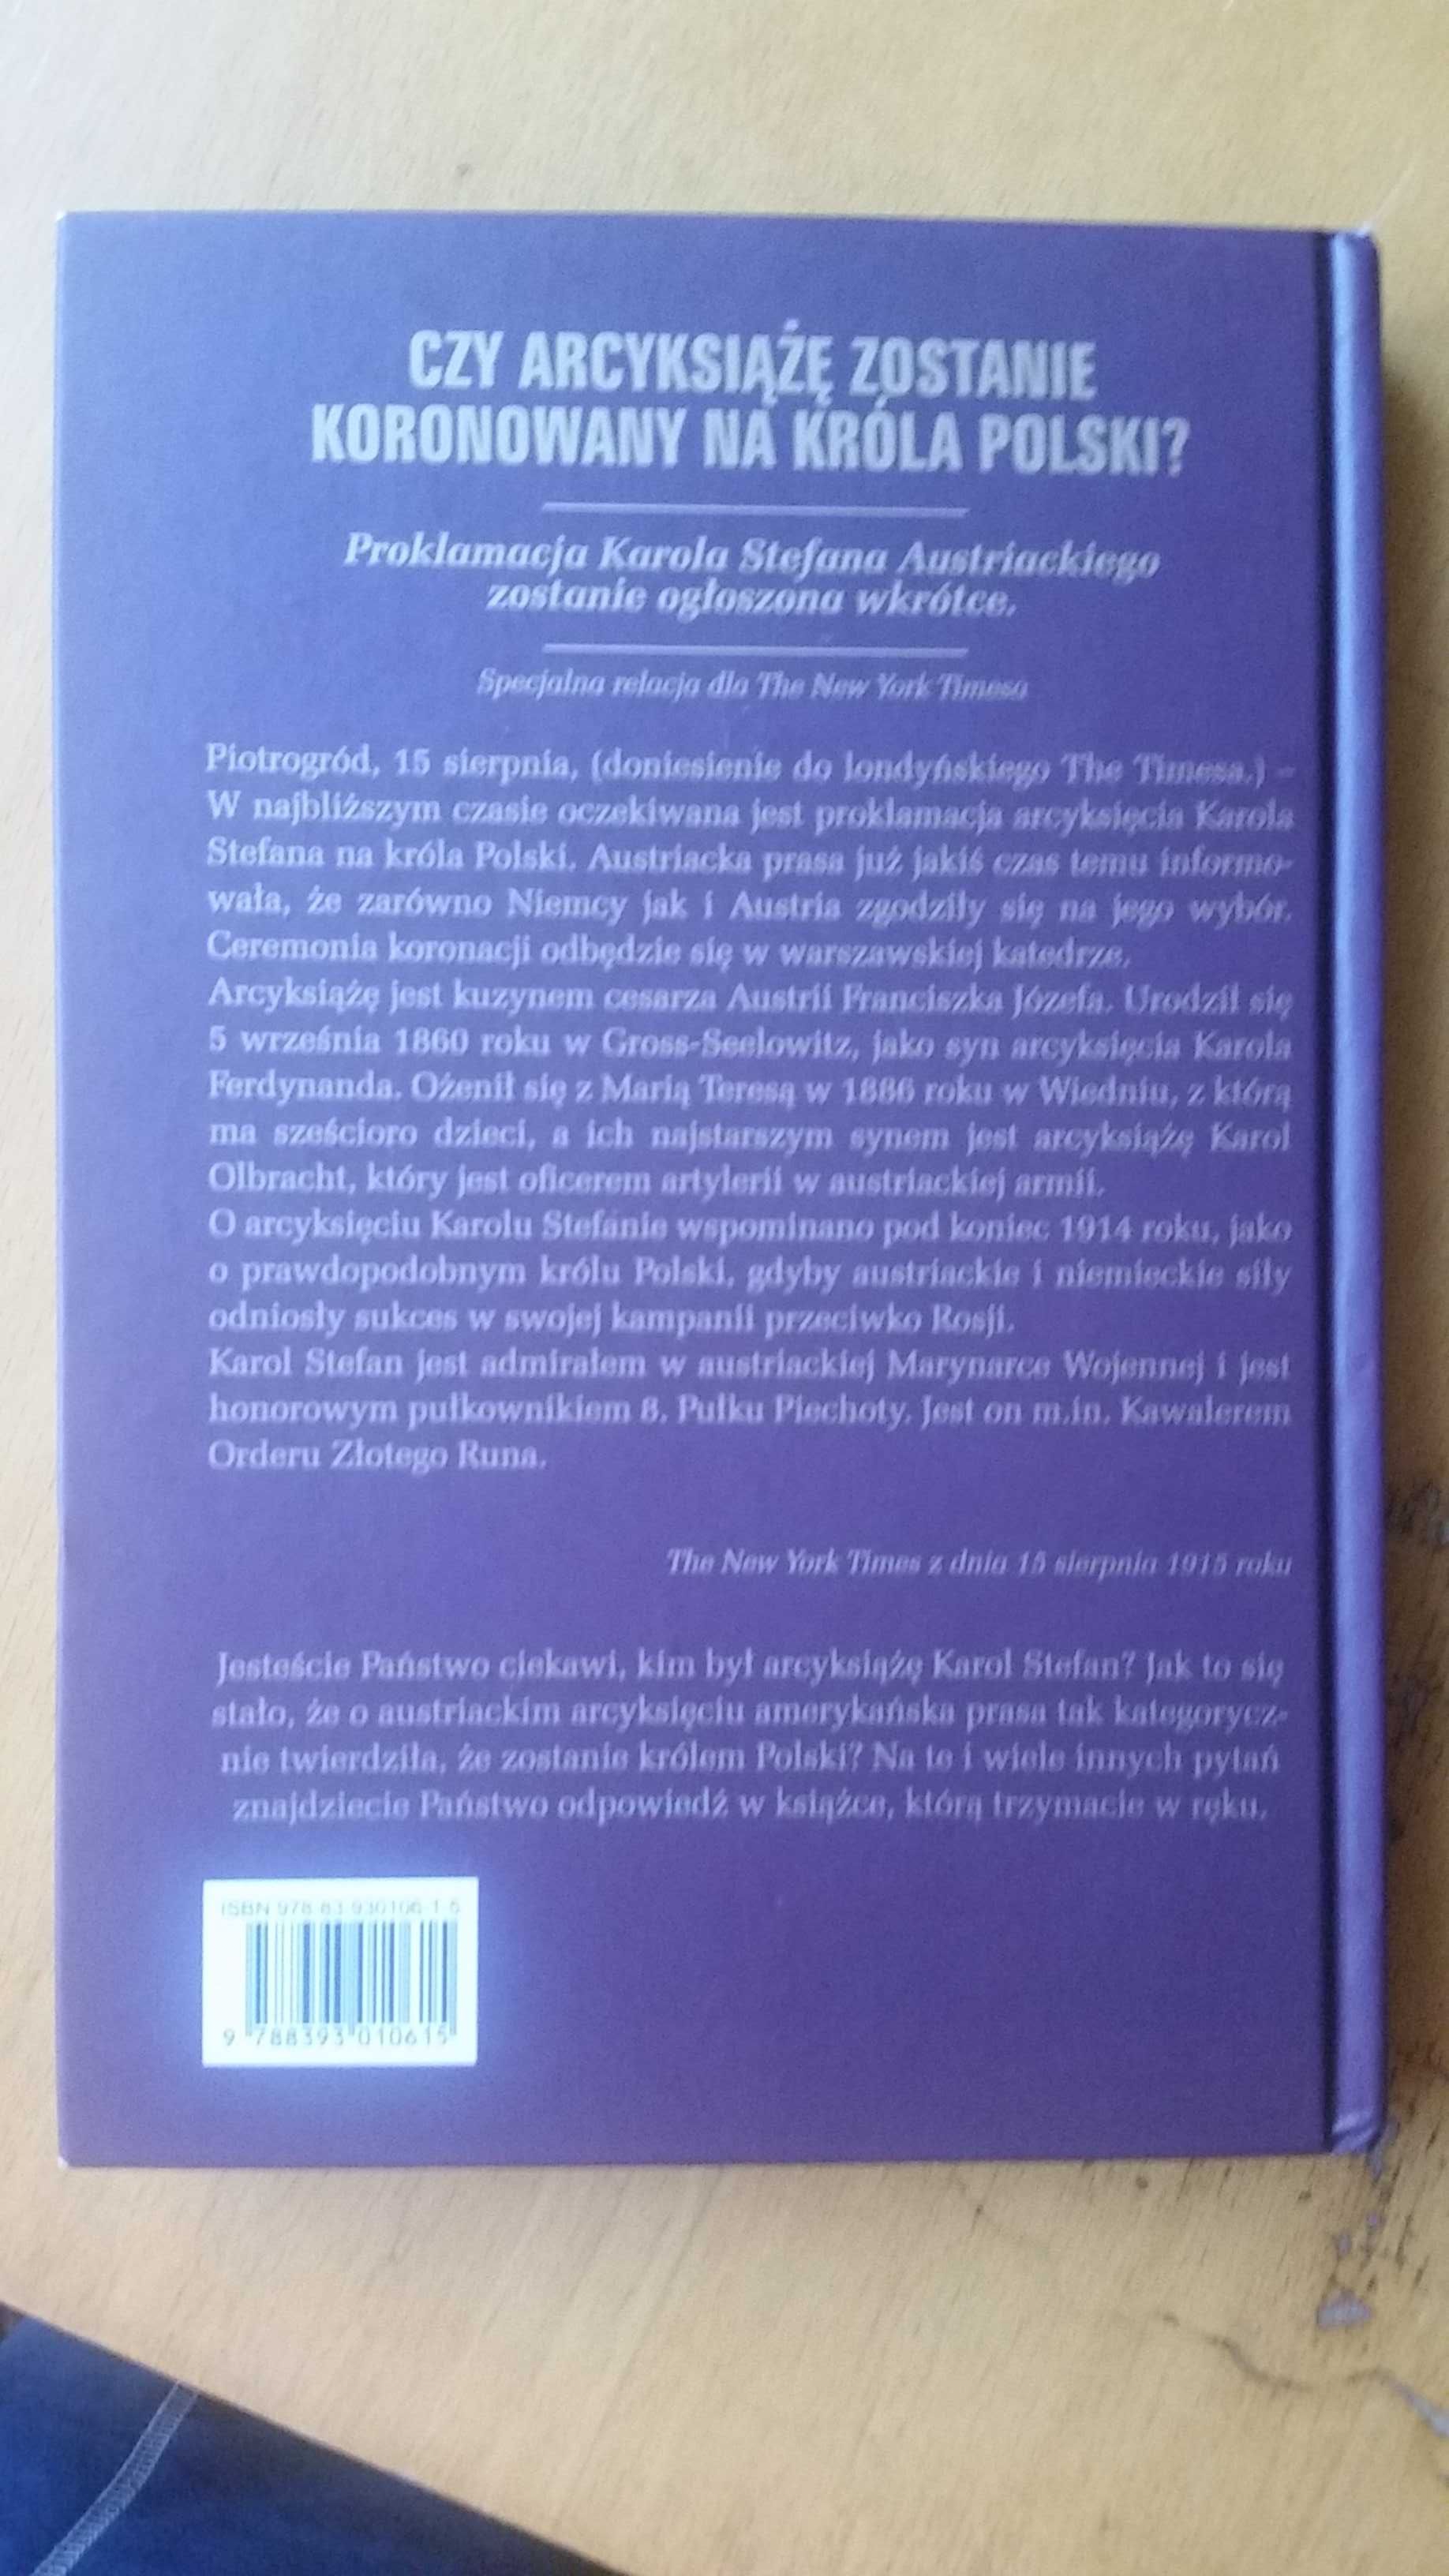 CZY ARCYKSIĄŻĘ ZOSTANIE
KORONOWANY NA KRÓLA POLSKI?
Proklamacja Karola Stefana Austriackiego
zostanie ogłoszona wkrótce.
Specjalna relacja dla The New York Timesa
Piotrogród, 15 sierpnia, (doniesienie do londyńskiego The Timesa.) –
W najbliższym czasie oczekiwana jest proklamacja arcyksięcia Karola
Stefana na króla Polski. Austriacka prasa już jakiś czas temu informo-
wała, że zarówno Niemcy jak i Austria zgodziły się na jego wybór.
Ceremonia koronacji odbędzie się w warszawskiej katedrze.
Arcyksiążę jest kuzynem cesarza Austrii Franciszka Józefa. Urodził się
5 września 1860 roku w Gross-Seelowitz, jako syn arcyksięcia Karola
Ferdynanda. Ożenił się z Marią Teresą w 1886 roku w Wiedniu, z którą
ma sześcioro dzieci, a ich najstarszym synem jest arcyksiążę Karol
Olbracht, który jest oficerem artylerii w austriackiej armii.
O arcyksięciu Karolu Stefanie wspominano pod koniec 1914 roku, jako
o prawdopodobnym królu Polski, gdyby austriackie i niemieckie siły
odniosły sukces w swojej kampanii przeciwko Rosji.
Karol Stefan jest admirałem w austriackiej Marynarce Wojennej i jest
honorowym pułkownikiem 8. Pułku Piechoty. Jest on m.in. Kawalerem
Orderu Złotego Runa.
The New York Times z dnia 15 sierpnia 1915 roku
Jesteście Państwo ciekawi, kim był arcyksiążę Karol Stefan? Jak to się
stało, że o austriackim arcyksięciu amerykańska prasa tak kategorycz-
nie twierdziła, że zostanie królem Polski? Na te i wiele innych pytań
znajdziecie Państwo odpowiedź w książce, którą trzymacie w ręku.
ISBN 978-83-930106-1-5
9 788393 010615